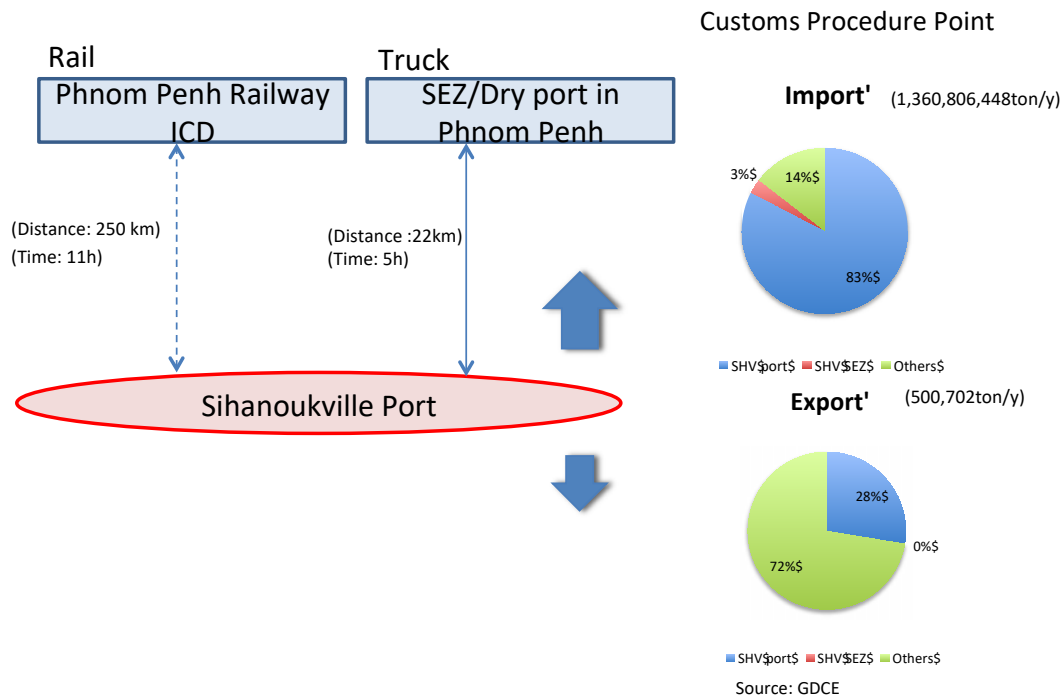 Customs Procedure Point
Rail
Truck
Phnom Penh Railway
ICD
SEZ/Dry port in
Phnom Penh
(Distance: 250 km)
(Time: 11h)
(Distance :22km)
(Time: 5h)
Sihanoukville Port
Import' (1,360,806,448ton/y)
3%$
14%$
83%$
SHV$port$ SHV$SEZ$ Others$
Export' (500,702ton/y)
28%$
0%$
72%$
SHV$port$ SHV$SEZ$ Others$
Source: GDCE